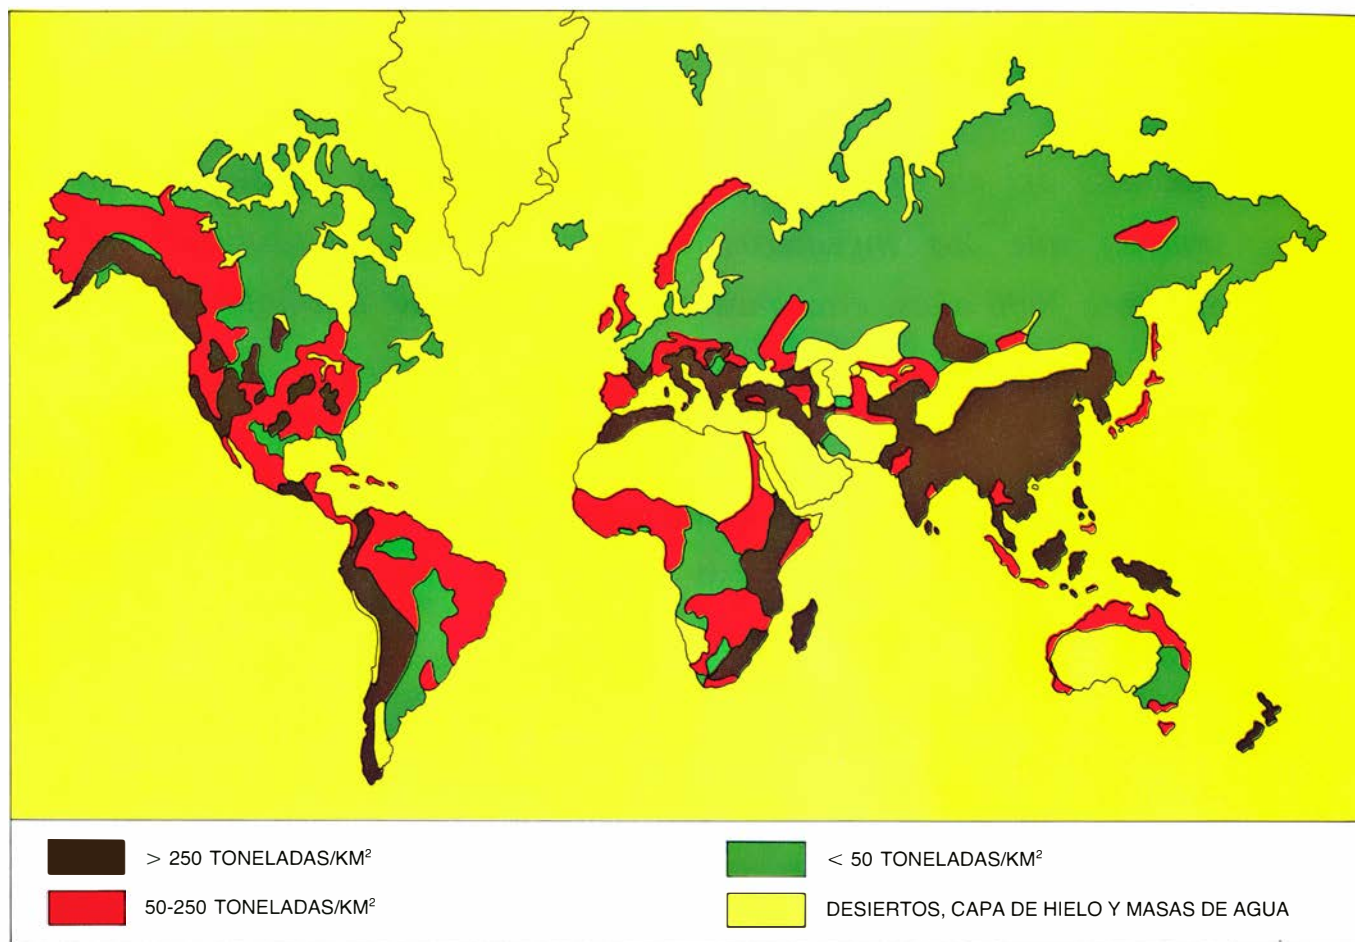 > 250 TONELADAS/KM²
50-250 TONELADAS/KM²
< 50 TONELADAS/KM²
DESIERTOS, CAPA DE HIELO Y MASAS DE AGUA